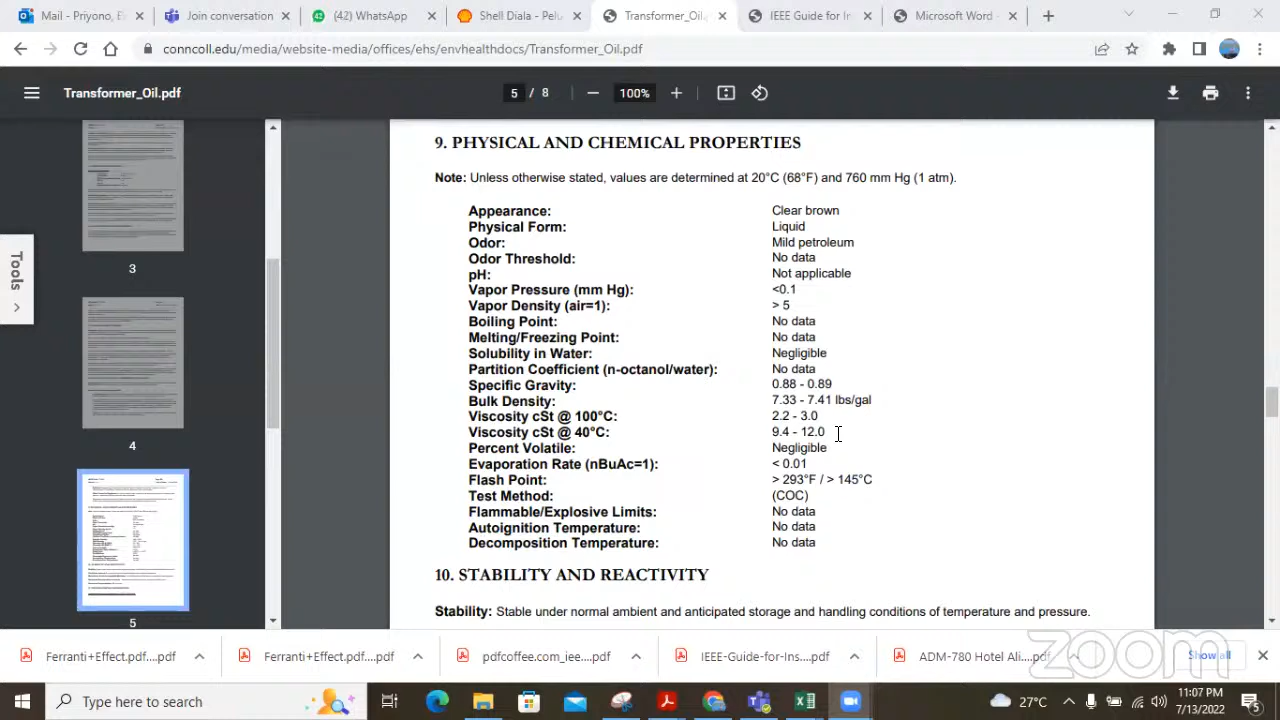 Mail - Priyono, B
Join conversation
(42) WhatsApp
Shell Diala - Pelu
Transformer_Oil.
IEEE Guide for In
Microsoft Word -
conncoll.edu/media/website-media/offices/ehs/envhealthdocs/Transformer_Oil.pdf
Transformer_Oil.pdf
5 / 8
100%
Tools
3
4
5
9. PHYSICAL AND CHEMICAL PROPERTIES
Note: Unless otherwise stated, values are determined at 20°C (68°F) and 760 mm Hg (1 atm).
Appearance: Clear brown
Physical Form: Liquid
Odor: Mild petroleum
Odor Threshold: No data
pH: Not applicable
Vapor Pressure (mm Hg): <0.1
Vapor Density (air=1): > 5
Boiling Point: No data
Melting/Freezing Point: No data
Solubility in Water: Negligible
Partition Coefficient (n-octanol/water): No data
Specific Gravity: 0.88 - 0.89
Bulk Density: 7.33 - 7.41 lbs/gal
Viscosity cSt @ 100°C: 2.2 - 3.0
Viscosity cSt @ 40°C: 9.4 - 12.0
Percent Volatile: Negligible
Evaporation Rate (nBuAc=1): < 0.01
Flash Point: > 293°F / > 145°C
Test Method: (COC)
Flammable/Explosive Limits: No data
Autoignition Temperature: No data
Decomposition Temperature: No data
10. STABILITY AND REACTIVITY
Stability: Stable under normal ambient and anticipated storage and handling conditions of temperature and pressure.
zoom
Ferranti+Effect.pdf....pdf
Ferranti+Effect.pdf....pdf
pdfcoffee.com_iee....pdf
IEEE-Guide-for-Ins....pdf
ADM-780 Hotel Ali....pdf
Show all
Type here to search
27°C
11:07 PM
7/13/2022
5